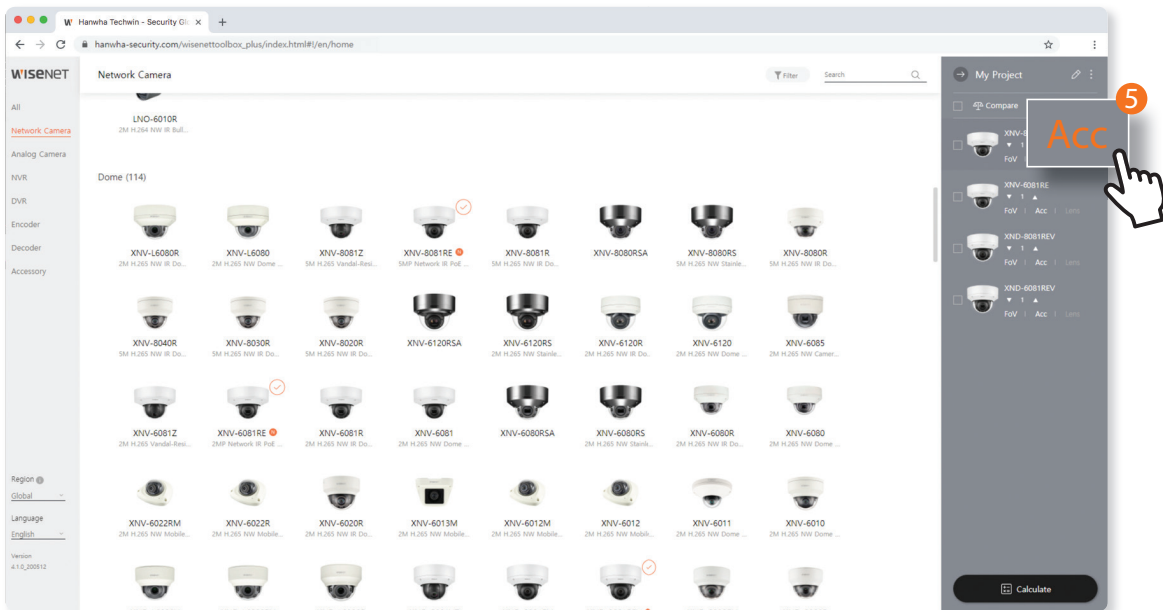 W Hanwha Techwin - Security Glo × +
hanwha-security.com/wisenettoolbox_plus/index.html#!/en/home
WISENET
Network Camera
Filter
Search
My Project
All
Network Camera
Analog Camera
NVR
DVR
Encoder
Decoder
Accessory
Region
Global
Language
English
Version
4.1.0_200512
LNO-6010R
2M H.264 NW IR Bull...
Dome (114)
XNV-L6080R XNV-L6080 XNV-8081Z XNV-8081RE N XNV-8081R XNV-8080RSA XNV-8080RS XNV-8080R
2M H.265 NW IR Do... 2M H.265 NW Dome ... 5M H.265 Vandal-Resi... 5MP Network IR PoE ... 5M H.265 NW IR Do... 5M H.265 NW Stainle... 5M H.265 NW IR Do...
XNV-8040R XNV-8030R XNV-8020R XNV-6120RSA XNV-6120RS XNV-6120R XNV-6120 XNV-6085
5M H.265 NW IR Do... 5M H.265 NW IR Do... 5M H.265 NW IR Do... 2M H.265 NW Stainle... 2M H.265 NW IR Do... 2M H.265 NW Dome ... 2M H.265 NW Camer...
XNV-6081Z XNV-6081RE N XNV-6081R XNV-6081 XNV-6080RSA XNV-6080RS XNV-6080R XNV-6080
2M H.265 Vandal-Resi... 2MP Network IR PoE ... 2M H.265 NW IR Do... 2M H.265 NW Dome ... 2M H.265 NW Stainl... 2M H.265 NW IR Do... 2M H.265 NW Dome ...
XNV-6022RM XNV-6022R XNV-6020R XNV-6013M XNV-6012M XNV-6012 XNV-6011 XNV-6010
2M H.265 NW Mobile... 2M H.265 NW Mobile... 2M H.265 NW IR Do... 2M H.265 NW Mobile... 2M H.265 NW Mobile... 2M H.265 NW Mobile... 2M H.265 NW Dome ... 2M H.265 NW Dome ...
Compare
5
Acc
XNV-8
1
FoV
XNV-6081RE
1
FoV | Acc | Lens
XND-8081REV
1
FoV | Acc | Lens
XND-6081REV
1
FoV | Acc | Lens
Calculate